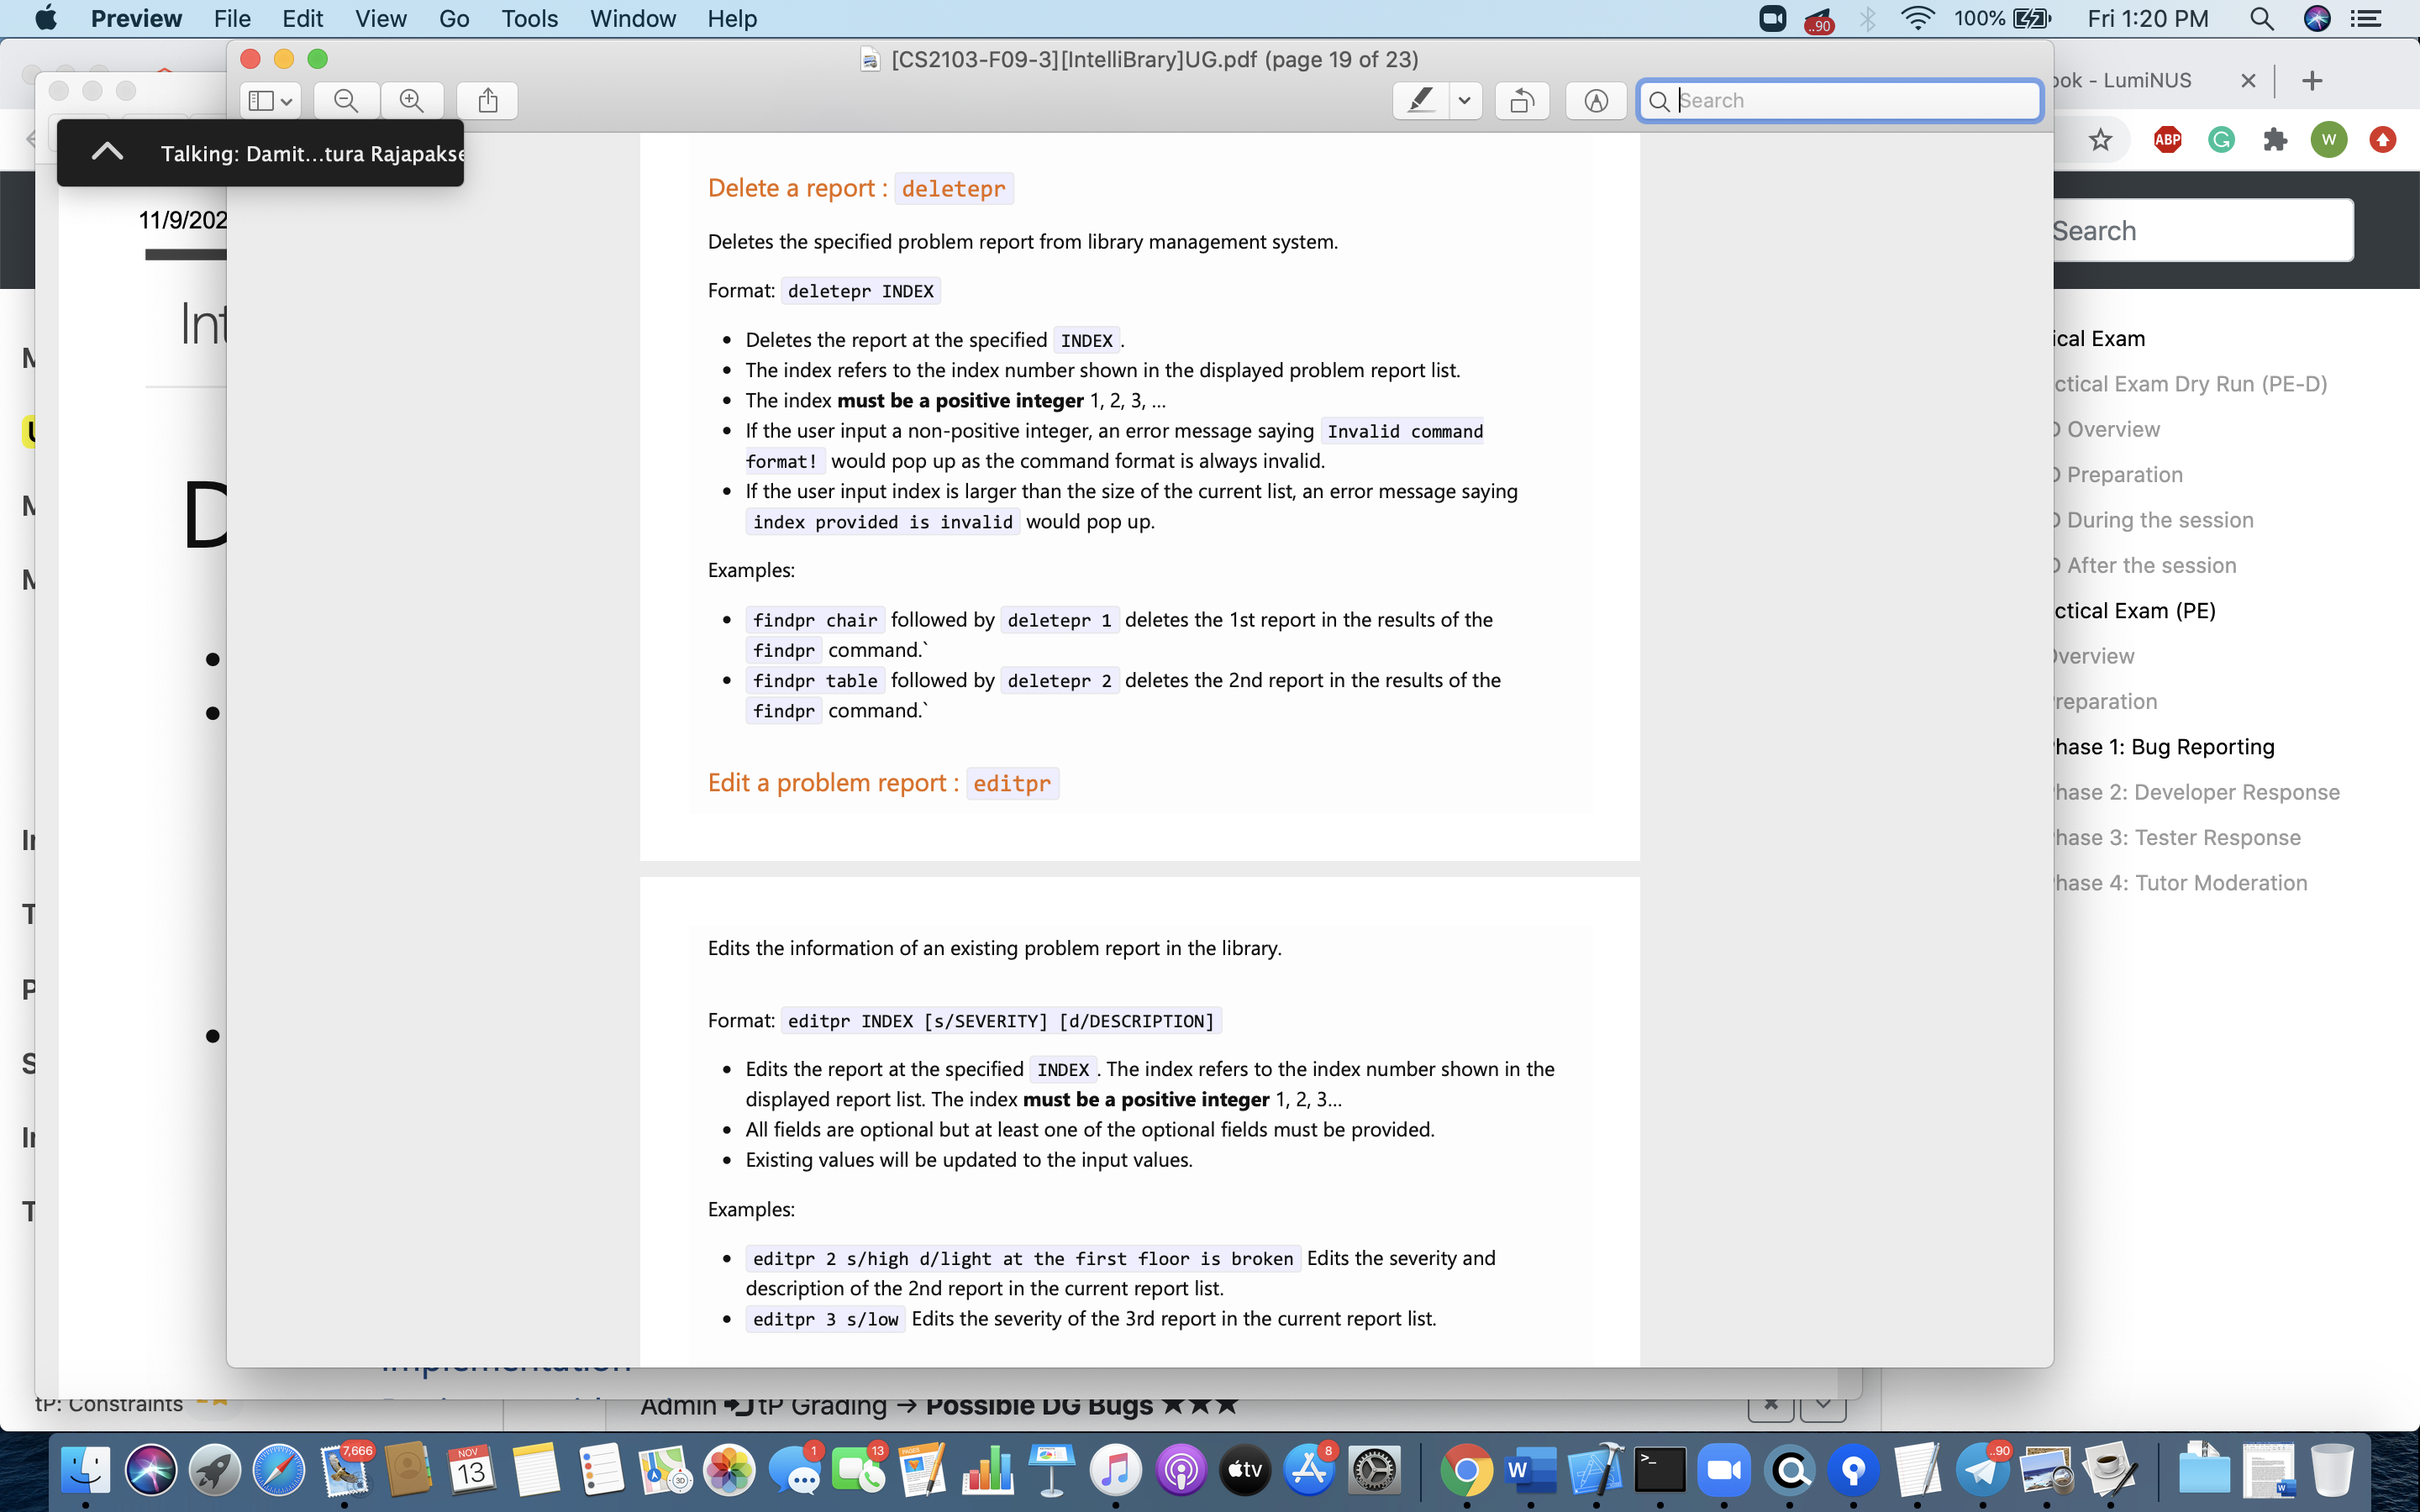 Preview File Edit View Go Tools Window Help
..90 100% Fri 1:20 PM
[CS2103-F09-3][IntelliBrary]UG.pdf (page 19 of 23)
Search
ook - LumiNUS
ABP
G
W
Talking: Damit...tura Rajapakse
11/9/202
Int
D
Search
Delete a report : deletepr
Deletes the specified problem report from library management system.
Format: deletepr INDEX
• Deletes the report at the specified INDEX .
• The index refers to the index number shown in the displayed problem report list.
• The index must be a positive integer 1, 2, 3, ...
• If the user input a non-positive integer, an error message saying Invalid command
format! would pop up as the command format is always invalid.
• If the user input index is larger than the size of the current list, an error message saying
index provided is invalid would pop up.
Examples:
• findpr chair followed by deletepr 1 deletes the 1st report in the results of the
findpr command.`
• findpr table followed by deletepr 2 deletes the 2nd report in the results of the
findpr command.`
Edit a problem report : editpr
Edits the information of an existing problem report in the library.
Format: editpr INDEX [s/SEVERITY] [d/DESCRIPTION]
• Edits the report at the specified INDEX . The index refers to the index number shown in the
displayed report list. The index must be a positive integer 1, 2, 3...
• All fields are optional but at least one of the optional fields must be provided.
• Existing values will be updated to the input values.
Examples:
• editpr 2 s/high d/light at the first floor is broken Edits the severity and
description of the 2nd report in the current report list.
• editpr 3 s/low Edits the severity of the 3rd report in the current report list.
ical Exam
ctical Exam Dry Run (PE-D)
Overview
Preparation
During the session
After the session
ctical Exam (PE)
verview
reparation
hase 1: Bug Reporting
hase 2: Developer Response
hase 3: Tester Response
hase 4: Tutor Moderation
Implementation
tP: Constraints
Admin tP Grading → Possible DG Bugs ★★★
7,666
NOV
13
3D
1
13
PAGES
tv
8
W
>_
..90
W